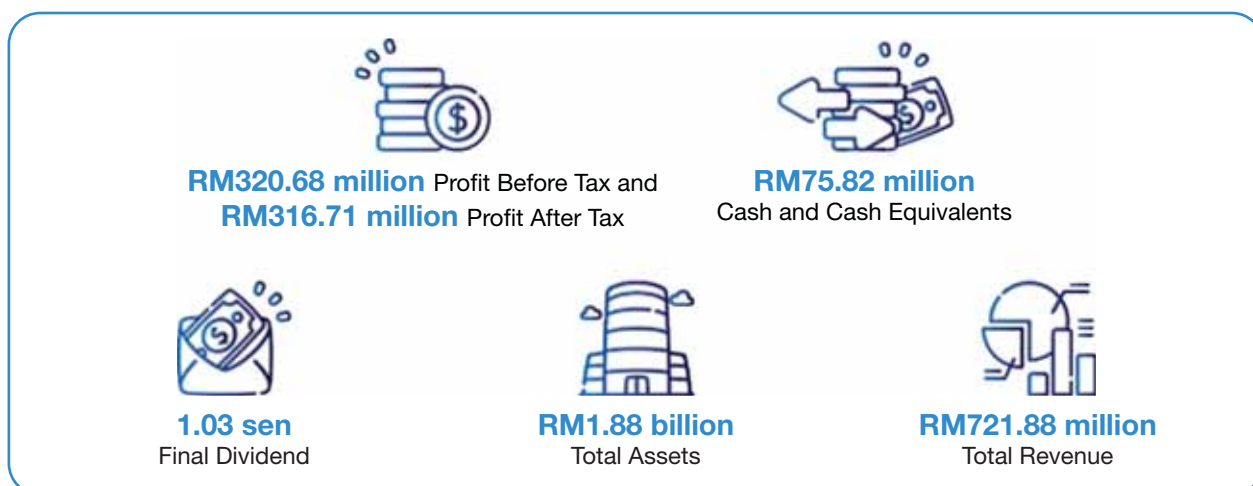 RM320.68 million Profit Before Tax and
RM316.71 million Profit After Tax
RM75.82 million
Cash and Cash Equivalents
1.03 sen
Final Dividend
RM1.88 billion
Total Assets
RM721.88 million
Total Revenue